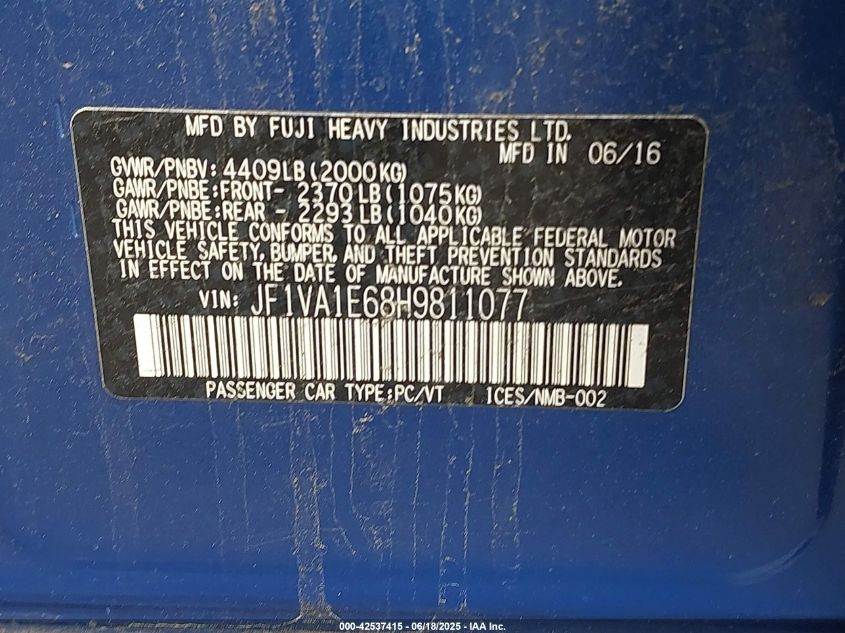 MFD BY FUJI HEAVY INDUSTRIES LTD.
MFD IN 06/16
GVWR/PNBV: 4409LB(2000KG)
GAWR/PNBE:FRONT- 2370LB(1075KG)
GAWR/PNBE:REAR - 2293LB(1040KG)
THIS VEHICLE CONFORMS TO ALL APPLICABLE FEDERAL MOTOR
VEHICLE SAFETY, BUMPER, AND THEFT PREVENTION STANDARDS
IN EFFECT ON THE DATE OF MANUFACTURE SHOWN ABOVE.
VIN: JF1VA1E68H9811077
PASSENGER CAR TYPE:PC/VT ICES/NMB-002
000-42537415 - 06/18/2025 - IAA Inc.